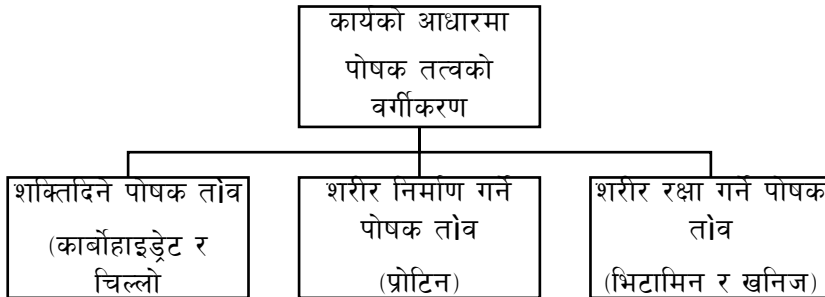 कार्यको आधारमा
पोषक तत्वको
वर्गीकरण
शक्तिदिने पोषक तŒव
(कार्बोहाइड्रेट र
चिल्लो
शरीर निर्माण गर्ने
पोषक तोव
(प्रोटिन)
शरीर रक्षा गर्ने पोषक
तोव
(भिटामिन र खनिज)